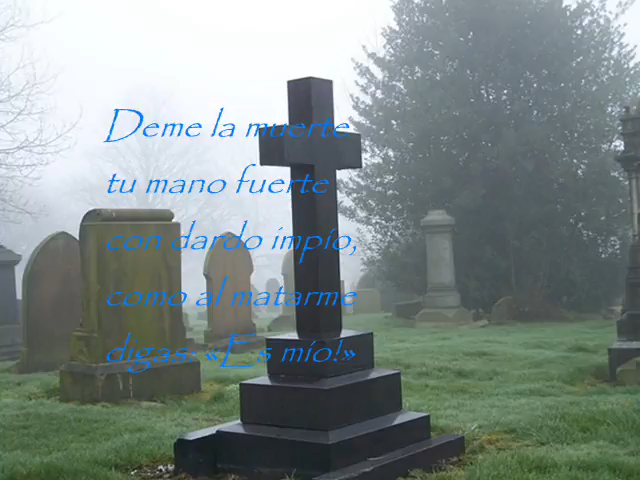 Deme la muerte
tu mano fuerte
con dardo impío,
como al matarme
digas: «Es mío!»